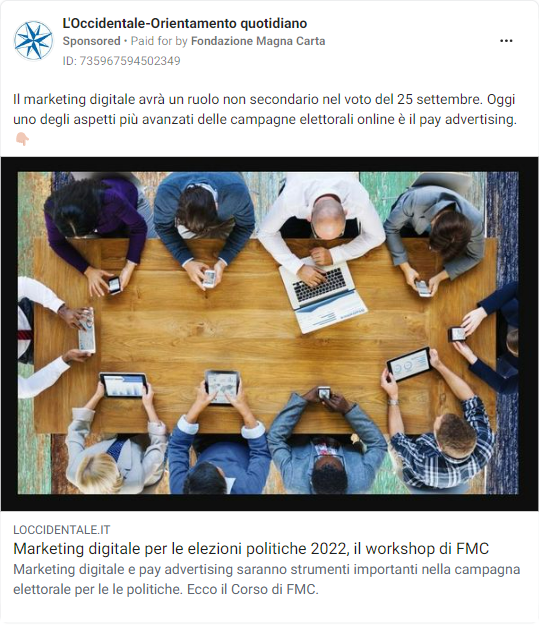 L'Occidentale-Orientamento quotidiano
Sponsored • Paid for by Fondazione Magna Carta
ID: 735967594502349
Il marketing digitale avrà un ruolo non secondario nel voto del 25 settembre. Oggi
uno degli aspetti più avanzati delle campagne elettorali online è il pay advertising.
👇🏻
LOCCIDENTALE.IT
Marketing digitale per le elezioni politiche 2022, il workshop di FMC
Marketing digitale e pay advertising saranno strumenti importanti nella campagna
elettorale per le le politiche. Ecco il Corso di FMC.